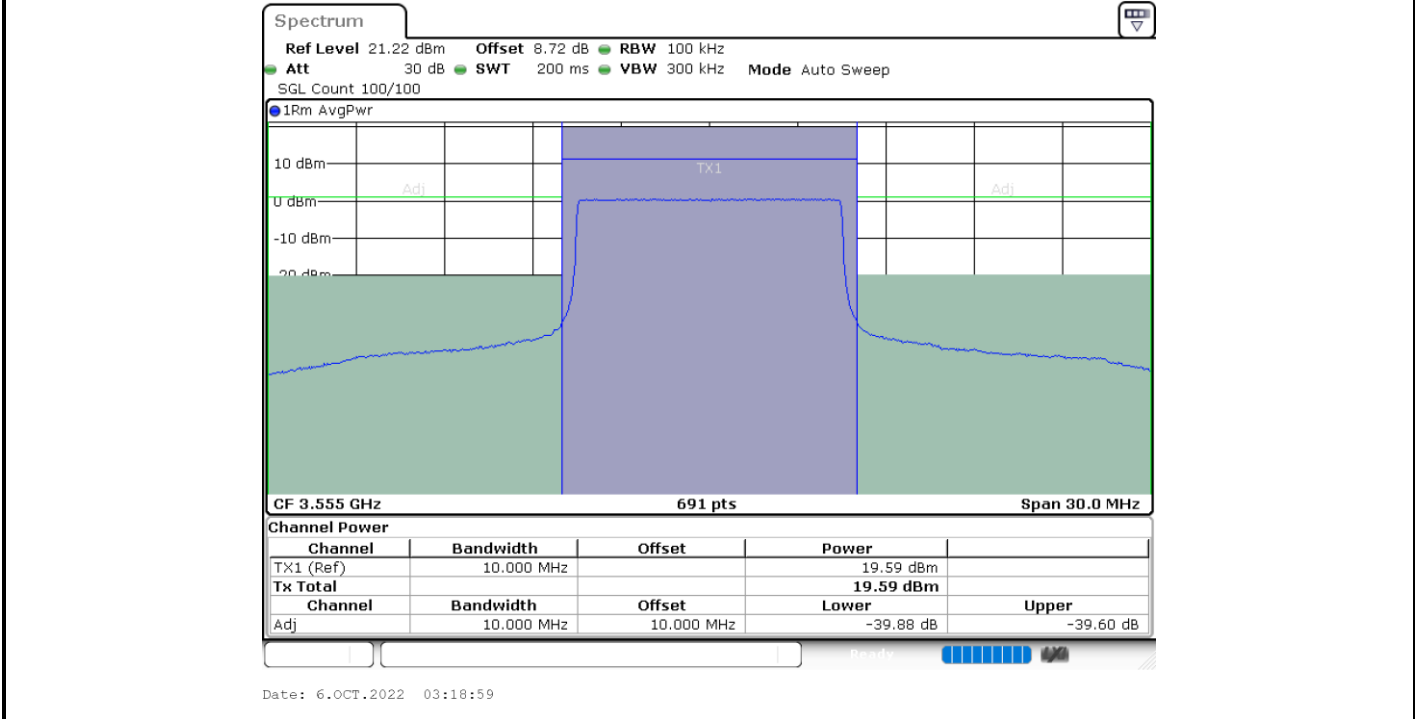 Spectrum
Ref Level 21.22 dBm Offset 8.72 dB RBW 100 kHz
Att 30 dB SWT 200 ms VBW 300 kHz Mode Auto Sweep
SGL Count 100/100
1Rm AvgPwr
10 dBm
TX1
Adj Adj
0 dBm
-10 dBm
-20 dBm
CF 3.555 GHz 691 pts Span 30.0 MHz
Channel Power
Channel Bandwidth Offset Power
TX1 (Ref) 10.000 MHz 19.59 dBm
Tx Total 19.59 dBm
Channel Bandwidth Offset Lower Upper
Adj 10.000 MHz 10.000 MHz -39.88 dB -39.60 dB
Ready
Date: 6.OCT.2022 03:18:59